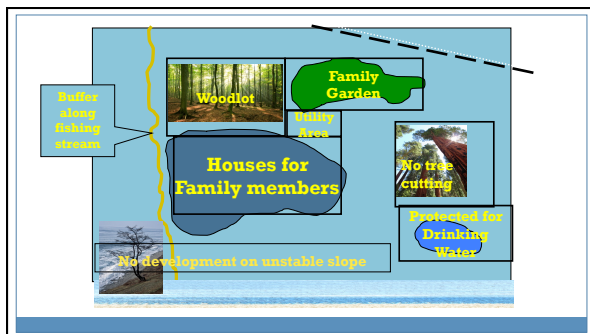 Buffer
along
fishing
stream
Woodlot
Family
Garden
Utility
Area
Houses for
Family members
No tree
cutting
Protected for
Drinking
Water
No development on unstable slope